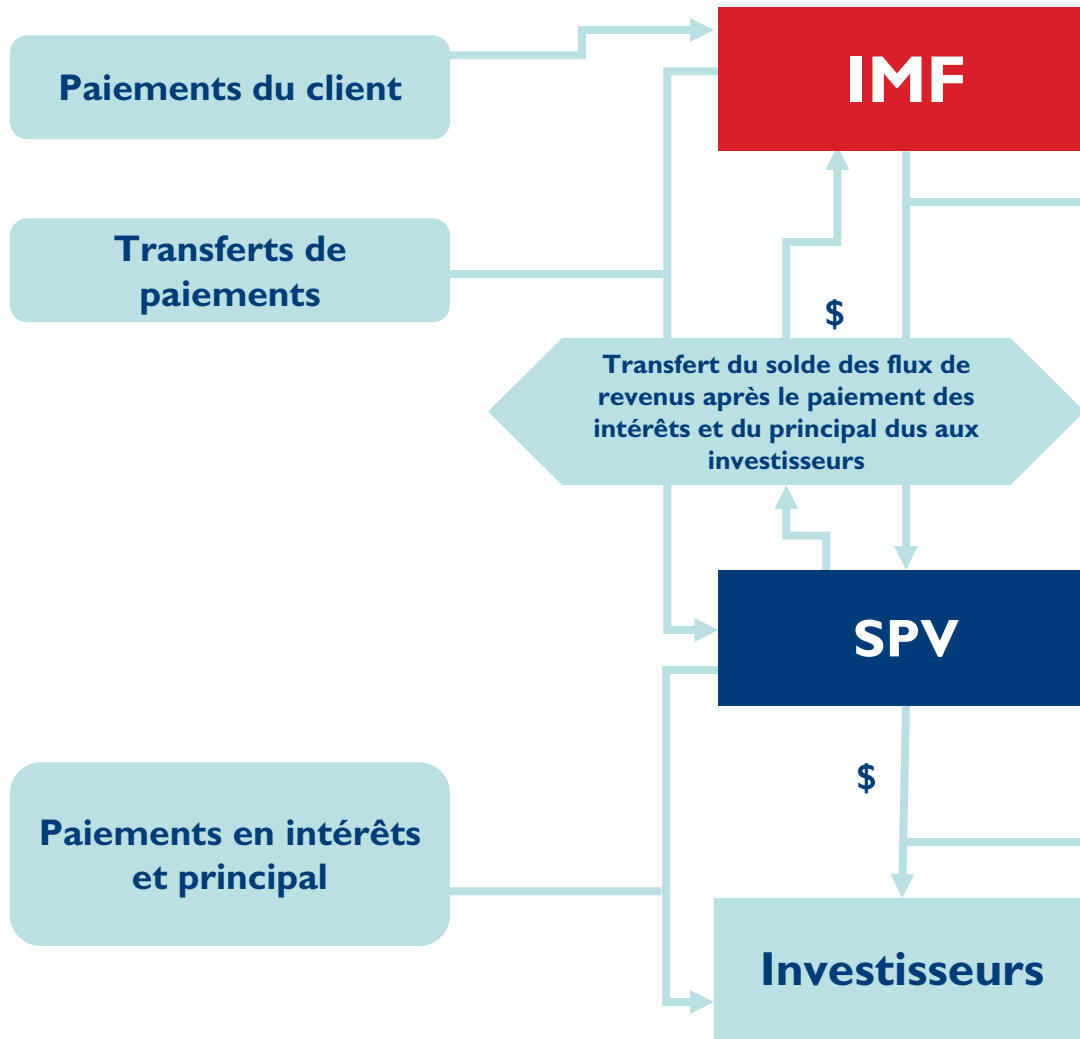 IMF
Paiements du client
Transferts de
paiements
$
Transfert du solde des flux de
revenus après le paiement des
intérêts et du principal dus aux
investisseurs
SPV
$
Paiements en intérêts
et principal
Investisseurs